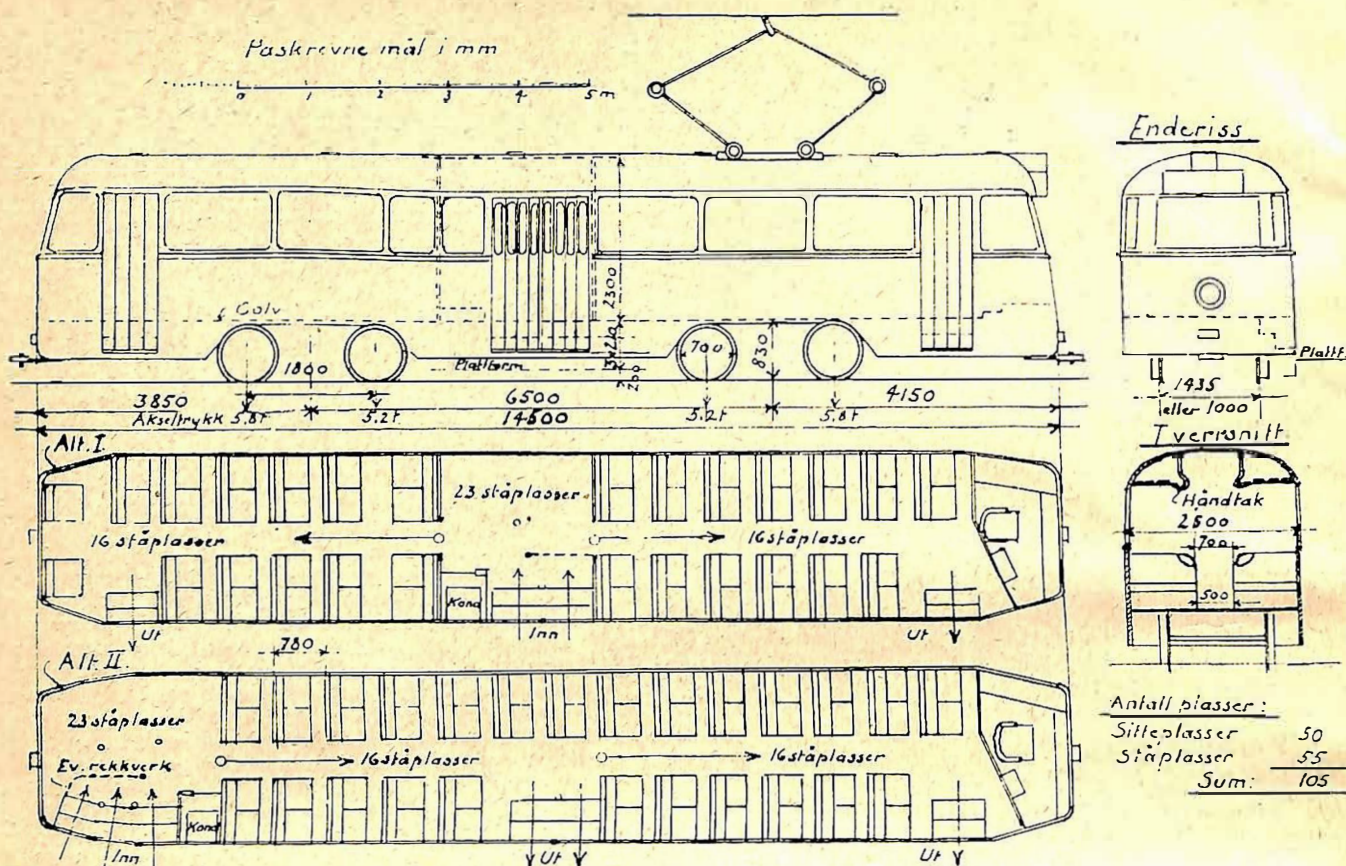 Påskrevne mål i mm
0 1 2 3 4 5 m
Enderiss
Golv
2300
700
830
1800
Plattform
200
Plattf.
3850 6500 4150
Akseltrykk 5.8t 5.2t 14500 5.2t 5.8t
1435
eller 1000
Tverrsnitt
Håndtak
2500
700
500
Alt. I.
23 ståplasser
16 ståplasser 16 ståplasser
Kond
Ut Inn Ut
780
Alt. II.
23 ståplasser
16 ståplasser 16 ståplasser
Ev. rekkverk
Kond
Inn Ut Ut
Antall plasser:
Sitteplasser 50
Ståplasser 55
Sum: 105